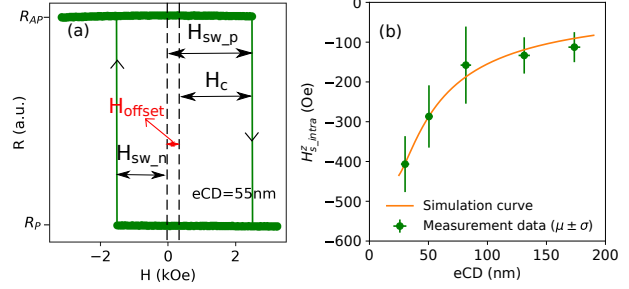 (a)
R_AP
H_sw_p
H_c
H_offset
H_sw_n
eCD=55nm
R_P
R (a.u.)
−2
0
2
H (kOe)
(b)
0
−100
−200
−300
−400
−500
−600
H^z_s_intra (Oe)
Simulation curve
Measurement data (μ ± σ)
0
50
100
150
200
eCD (nm)